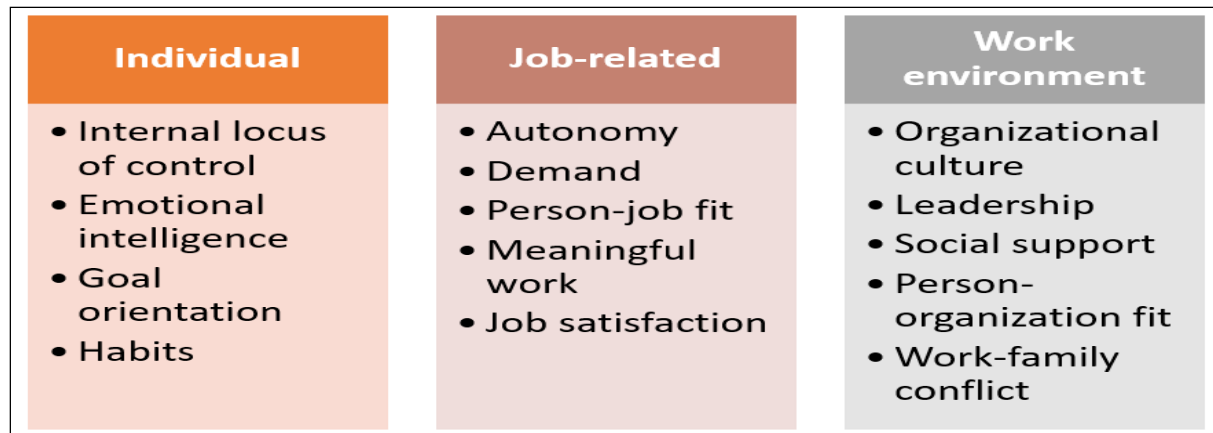 Individual
• Internal locus
of control
• Emotional
intelligence
• Goal
orientation
• Habits
Job-related
• Autonomy
• Demand
• Person-job fit
• Meaningful
work
• Job satisfaction
Work
environment
• Organizational
culture
• Leadership
• Social support
• Person-
organization fit
• Work-family
conflict